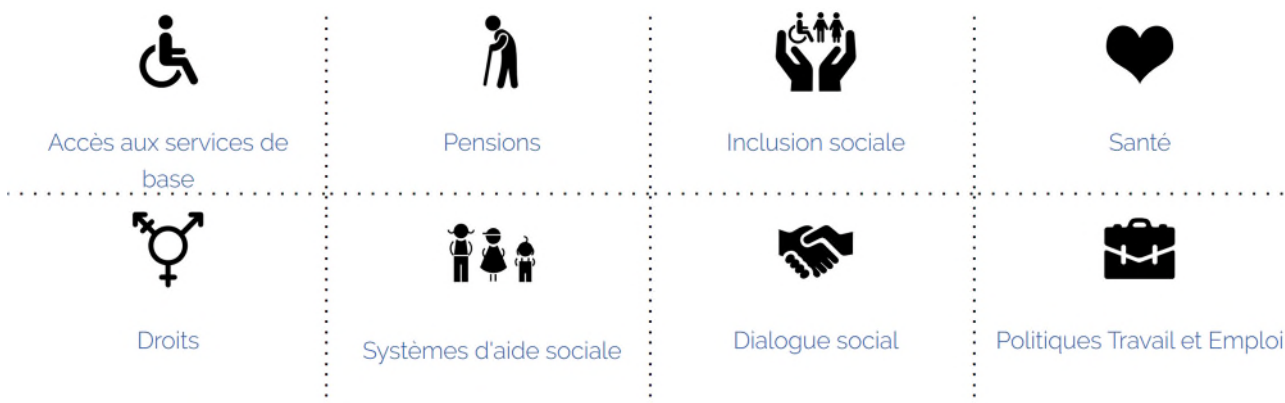 Accès aux services de
base
Pensions
Inclusion sociale
Santé
Droits
Systèmes d'aide sociale
Dialogue social
Politiques Travail et Emploi